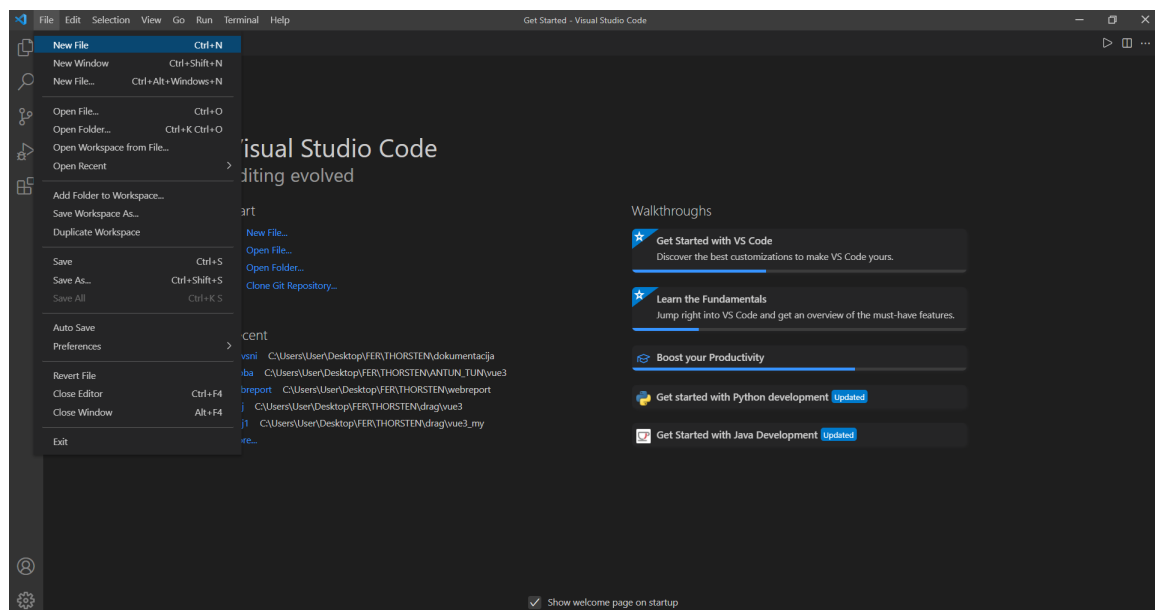 File Edit Selection View Go Run Terminal Help
Get Started - Visual Studio Code
New File Ctrl+N
New Window Ctrl+Shift+N
New File... Ctrl+Alt+Windows+N
Open File... Ctrl+O
Open Folder... Ctrl+K Ctrl+O
Open Workspace from File...
Open Recent
Add Folder to Workspace...
Save Workspace As...
Duplicate Workspace
Save Ctrl+S
Save As... Ctrl+Shift+S
Save All Ctrl+K S
Auto Save
Preferences
Revert File
Close Editor Ctrl+F4
Close Window Alt+F4
Exit
isual Studio Code
diting evolved
art
New File...
Open File...
Open Folder...
Clone Git Repository...
cent
vsni C:\Users\User\Desktop\FER\THORSTEN\dokumentacija
ba C:\Users\User\Desktop\FER\THORSTEN\ANTUN_TUN\vue3
breport C:\Users\User\Desktop\FER\THORSTEN\webreport
j C:\Users\User\Desktop\FER\THORSTEN\drag\vue3
j1 C:\Users\User\Desktop\FER\THORSTEN\drag\vue3_my
re...
Walkthroughs
Get Started with VS Code
Discover the best customizations to make VS Code yours.
Learn the Fundamentals
Jump right into VS Code and get an overview of the must-have features.
Boost your Productivity
Get started with Python development Updated
Get Started with Java Development Updated
Show welcome page on startup